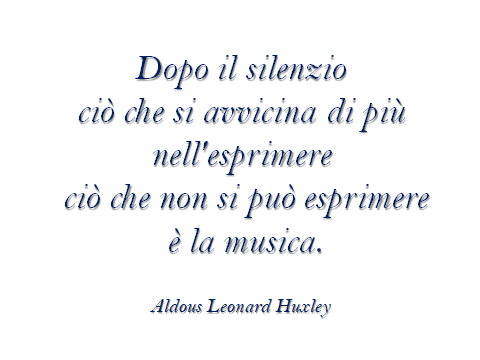 Dopo il silenzio
ciò che si avvicina di più
nell'esprimere
ciò che non si può esprimere
è la musica.
Aldous Leonard Huxley